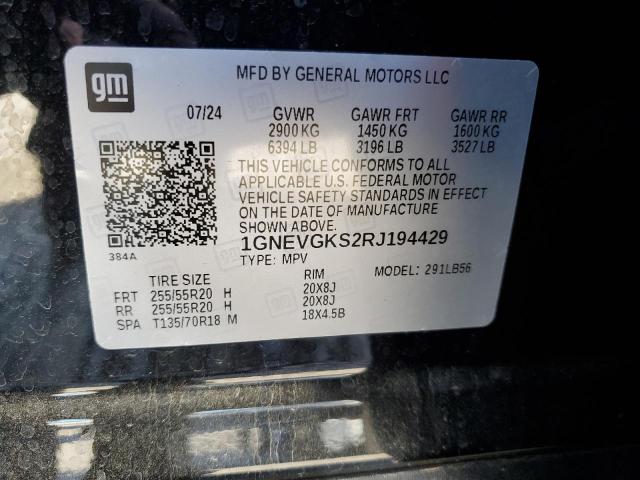 gm
MFD BY GENERAL MOTORS LLC
07/24 GVWR GAWR FRT GAWR RR
2900 KG 1450 KG 1600 KG
6394 LB 3196 LB 3527 LB
THIS VEHICLE CONFORMS TO ALL
APPLICABLE U.S. FEDERAL MOTOR
VEHICLE SAFETY STANDARDS IN EFFECT
ON THE DATE OF MANUFACTURE
SHOWN ABOVE.
384A
1GNEVGKS2RJ194429
TYPE: MPV MODEL: 291LB56
TIRE SIZE RIM
FRT 255/55R20 H 20X8J
RR 255/55R20 H 20X8J
SPA T135/70R18 M 18X4.5B